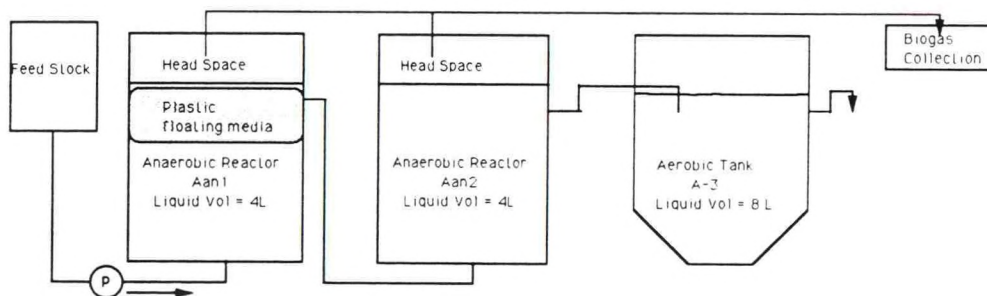 Feed Stock
Head Space
Plastic
floating media
Anaerobic Reactor
Aan1
Liquid Vol = 4L
Head Space
Anaerobic Reactor
Aan2
Liquid Vol = 4L
Aerobic Tank
A-3
Liquid Vol = 8L
Biogas
Collection
P